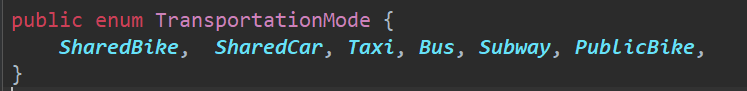 public enum TransportationMode {
    SharedBike,  SharedCar, Taxi, Bus, Subway, PublicBike,
}